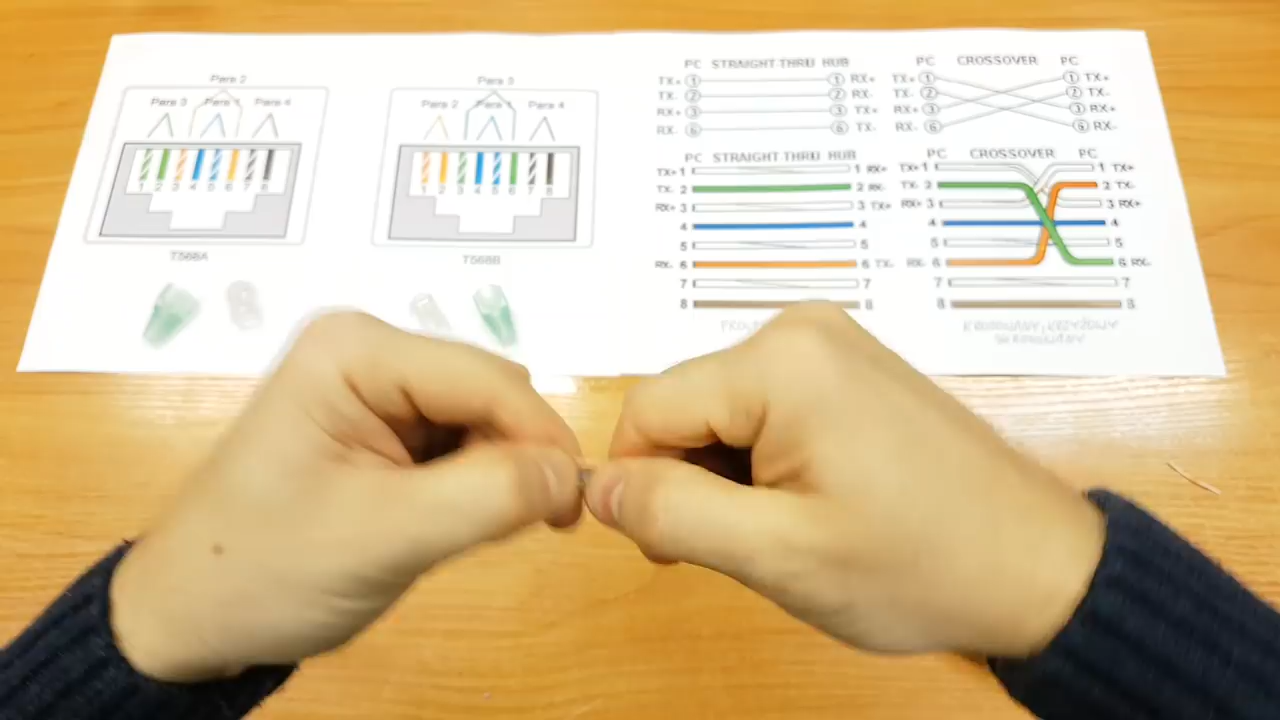 Para 2
Para 3 Para 1 Para 4
1 2 3 4 5 6 7 8
T568A
Para 3
Para 2 Para 1 Para 4
1 2 3 4 5 6 7 8
T568B
PC STRAIGHT THRU HUB
TX+ 1 1 RX+
TX- 2 2 RX-
RX+ 3 3 TX+
RX- 6 6 TX-
PC CROSSOVER PC
TX+ 1 1 TX+
TX- 2 2 TX-
RX+ 3 3 RX+
RX- 6 6 RX-
PC STRAIGHT THRU HUB
TX+ 1 1 RX+
TX- 2 2 RX-
RX+ 3 3 TX+
4 4
5 5
RX- 6 6 TX-
7 7
8 8
PC CROSSOVER PC
TX+ 1 1 TX+
TX- 2 2 TX-
RX+ 3 3 RX+
4 4
5 5
RX- 6 6 RX-
7 7
8 8